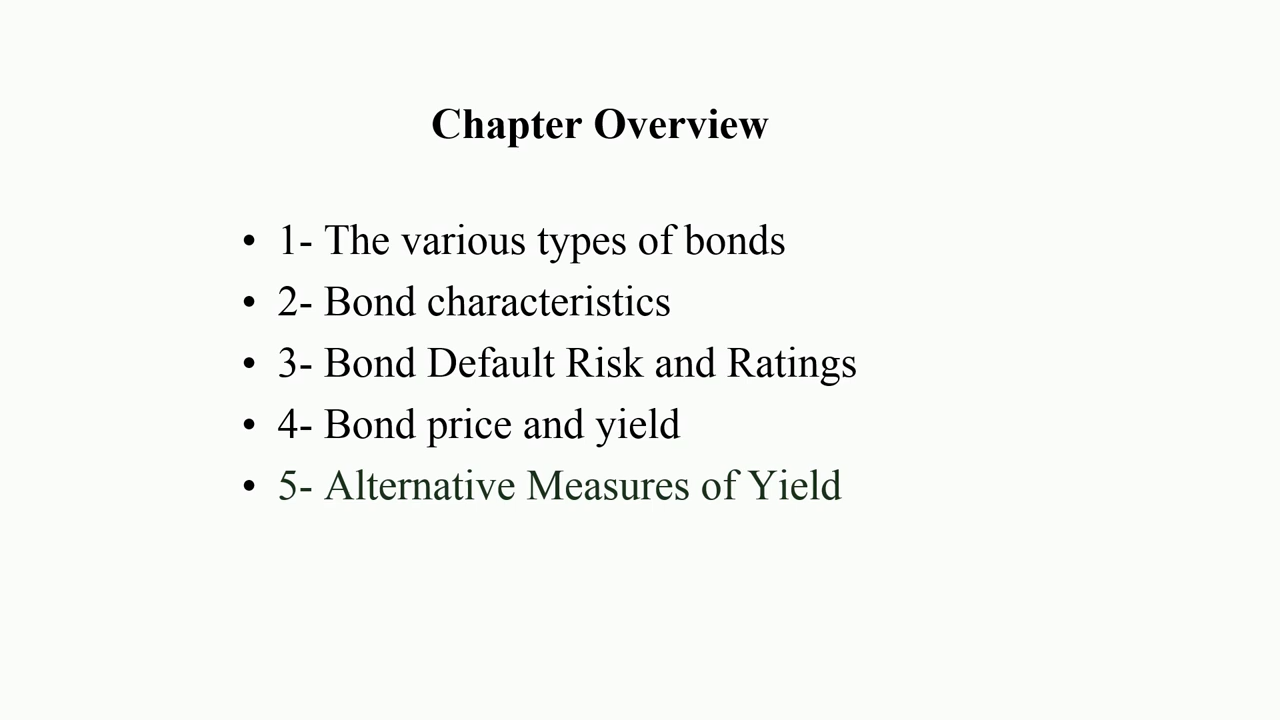 Chapter Overview
• 1- The various types of bonds
• 2- Bond characteristics
• 3- Bond Default Risk and Ratings
• 4- Bond price and yield
• 5- Alternative Measures of Yield